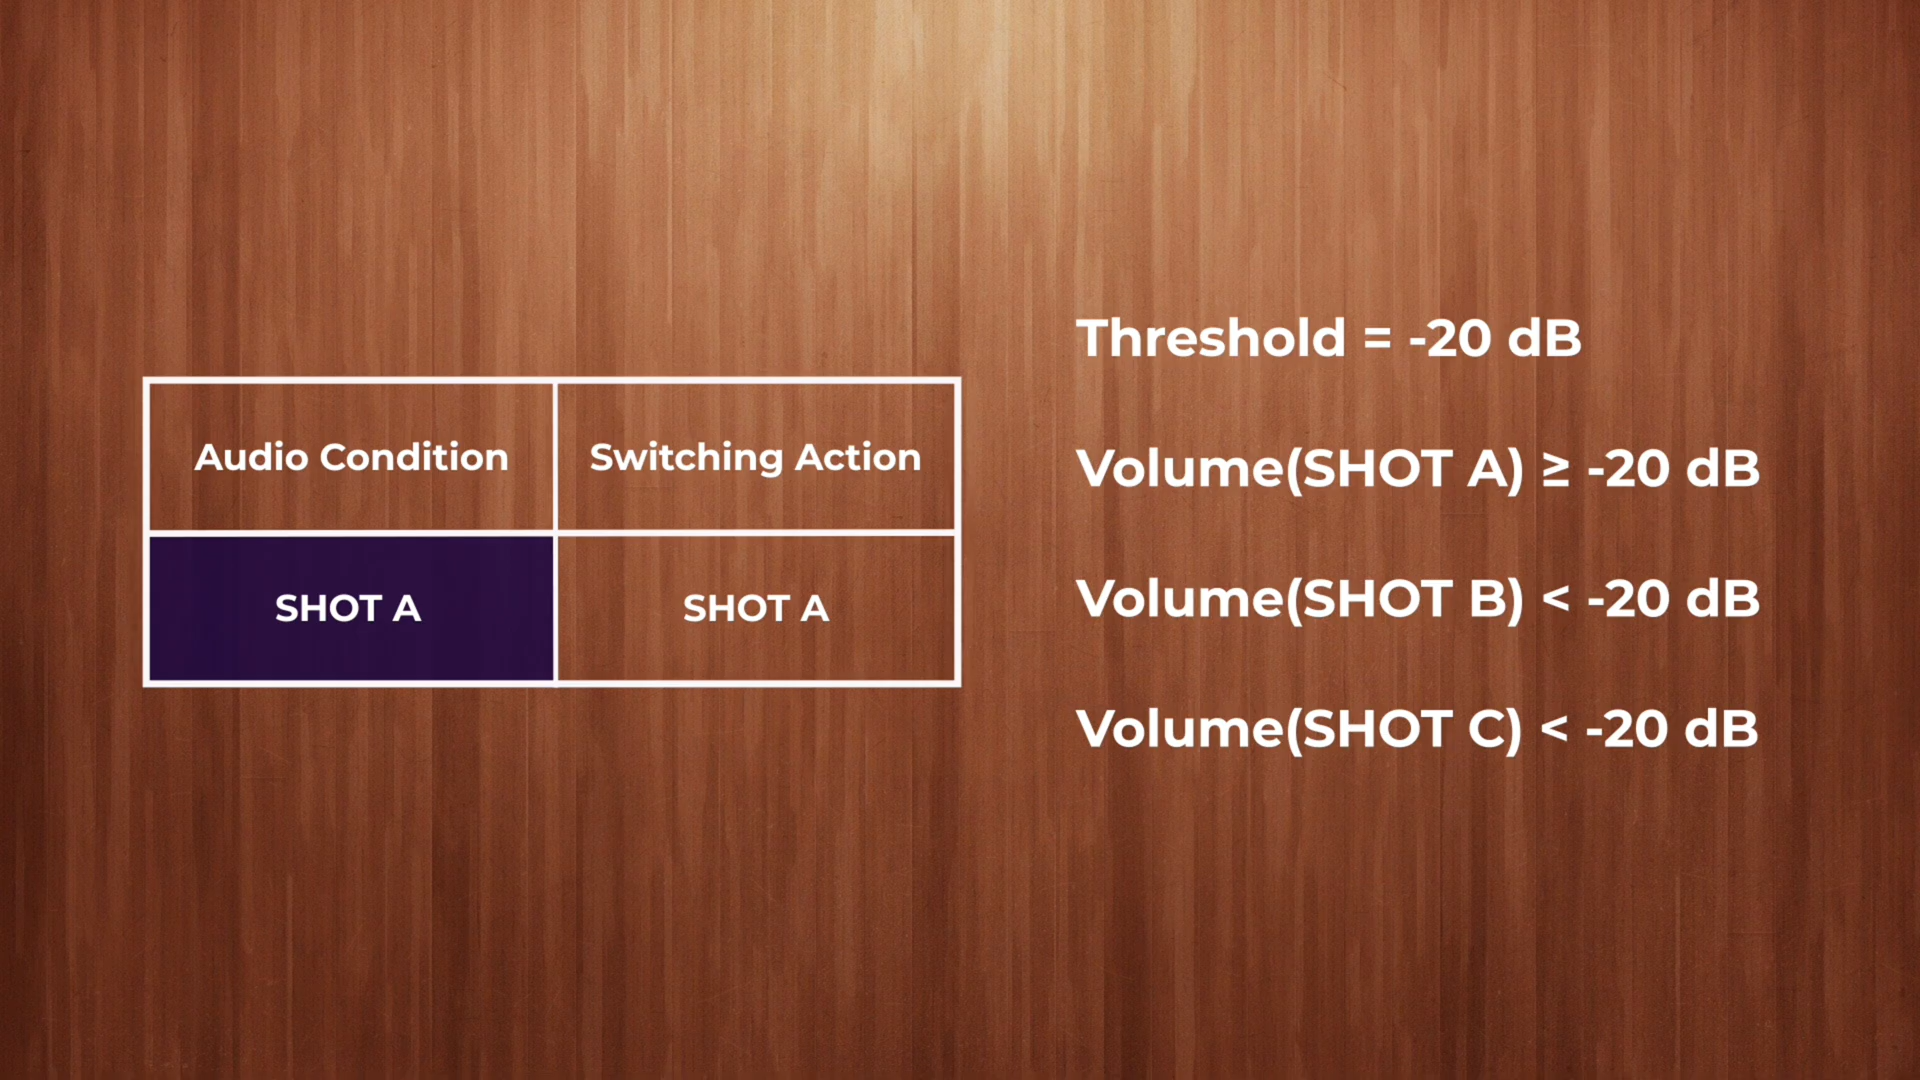 Audio Condition
Switching Action
SHOT A
SHOT A
Threshold = -20 dB
Volume(SHOT A) ≥ -20 dB
Volume(SHOT B) < -20 dB
Volume(SHOT C) < -20 dB